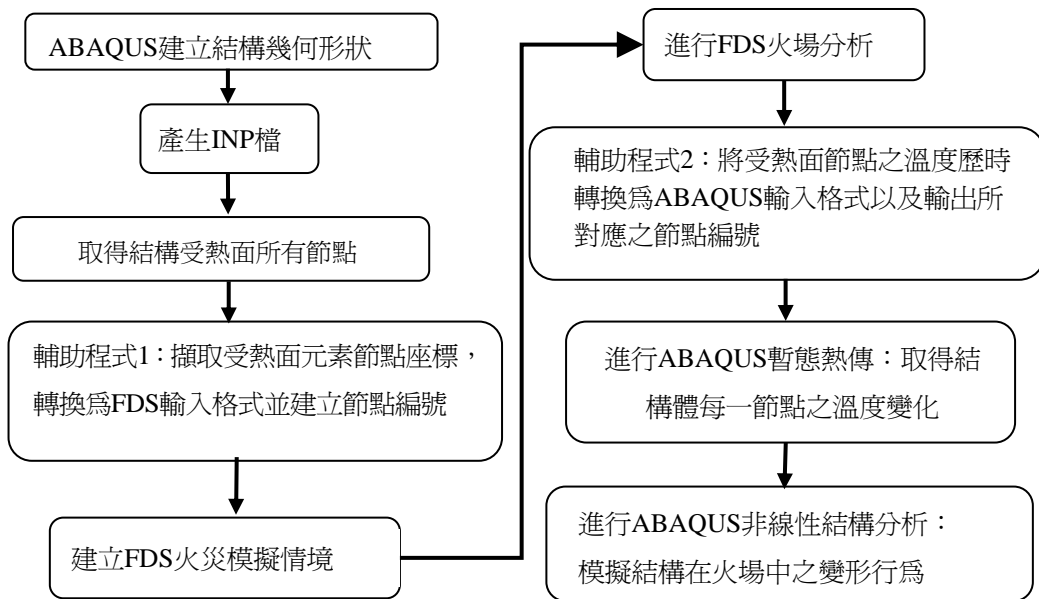 ABAQUS建立結構幾何形狀
產生INP檔
取得結構受熱面所有節點
輔助程式1：擷取受熱面元素節點座標，
轉換爲FDS輸入格式並建立節點編號
建立FDS火災模擬情境
進行FDS火場分析
輔助程式2：將受熱面節點之溫度歷時
轉換爲ABAQUS輸入格式以及輸出所
對應之節點編號
進行ABAQUS暫態熱傳：取得結
構體每一節點之溫度變化
進行ABAQUS非線性結構分析：
模擬結構在火場中之變形行爲